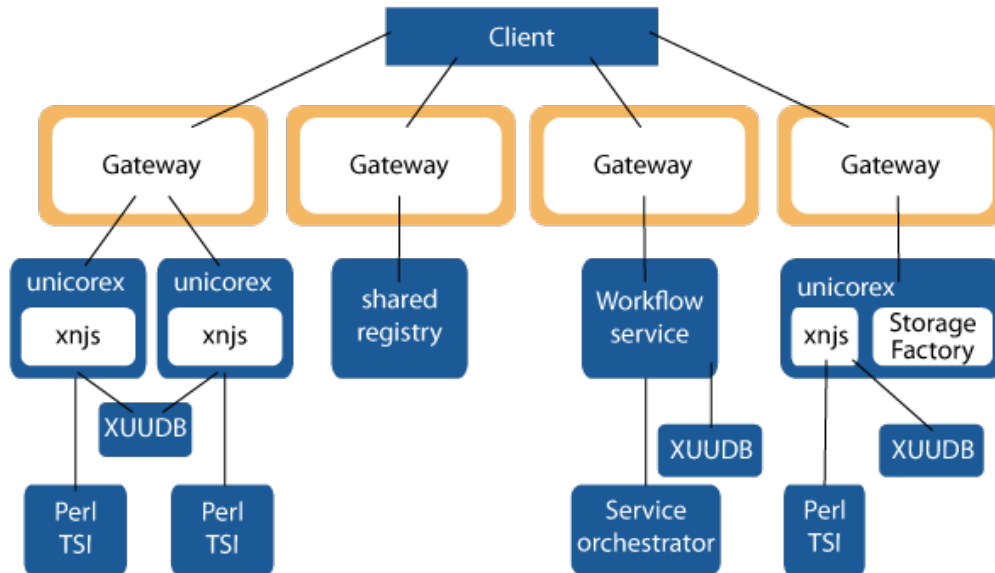 Client
Gateway
Gateway
Gateway
Gateway
unicorex
xnjs
unicorex
xnjs
shared
registry
Workflow
service
unicorex
xnjs
Storage
Factory
XUUDB
XUUDB
XUUDB
Perl
TSI
Perl
TSI
Service
orchestrator
Perl
TSI